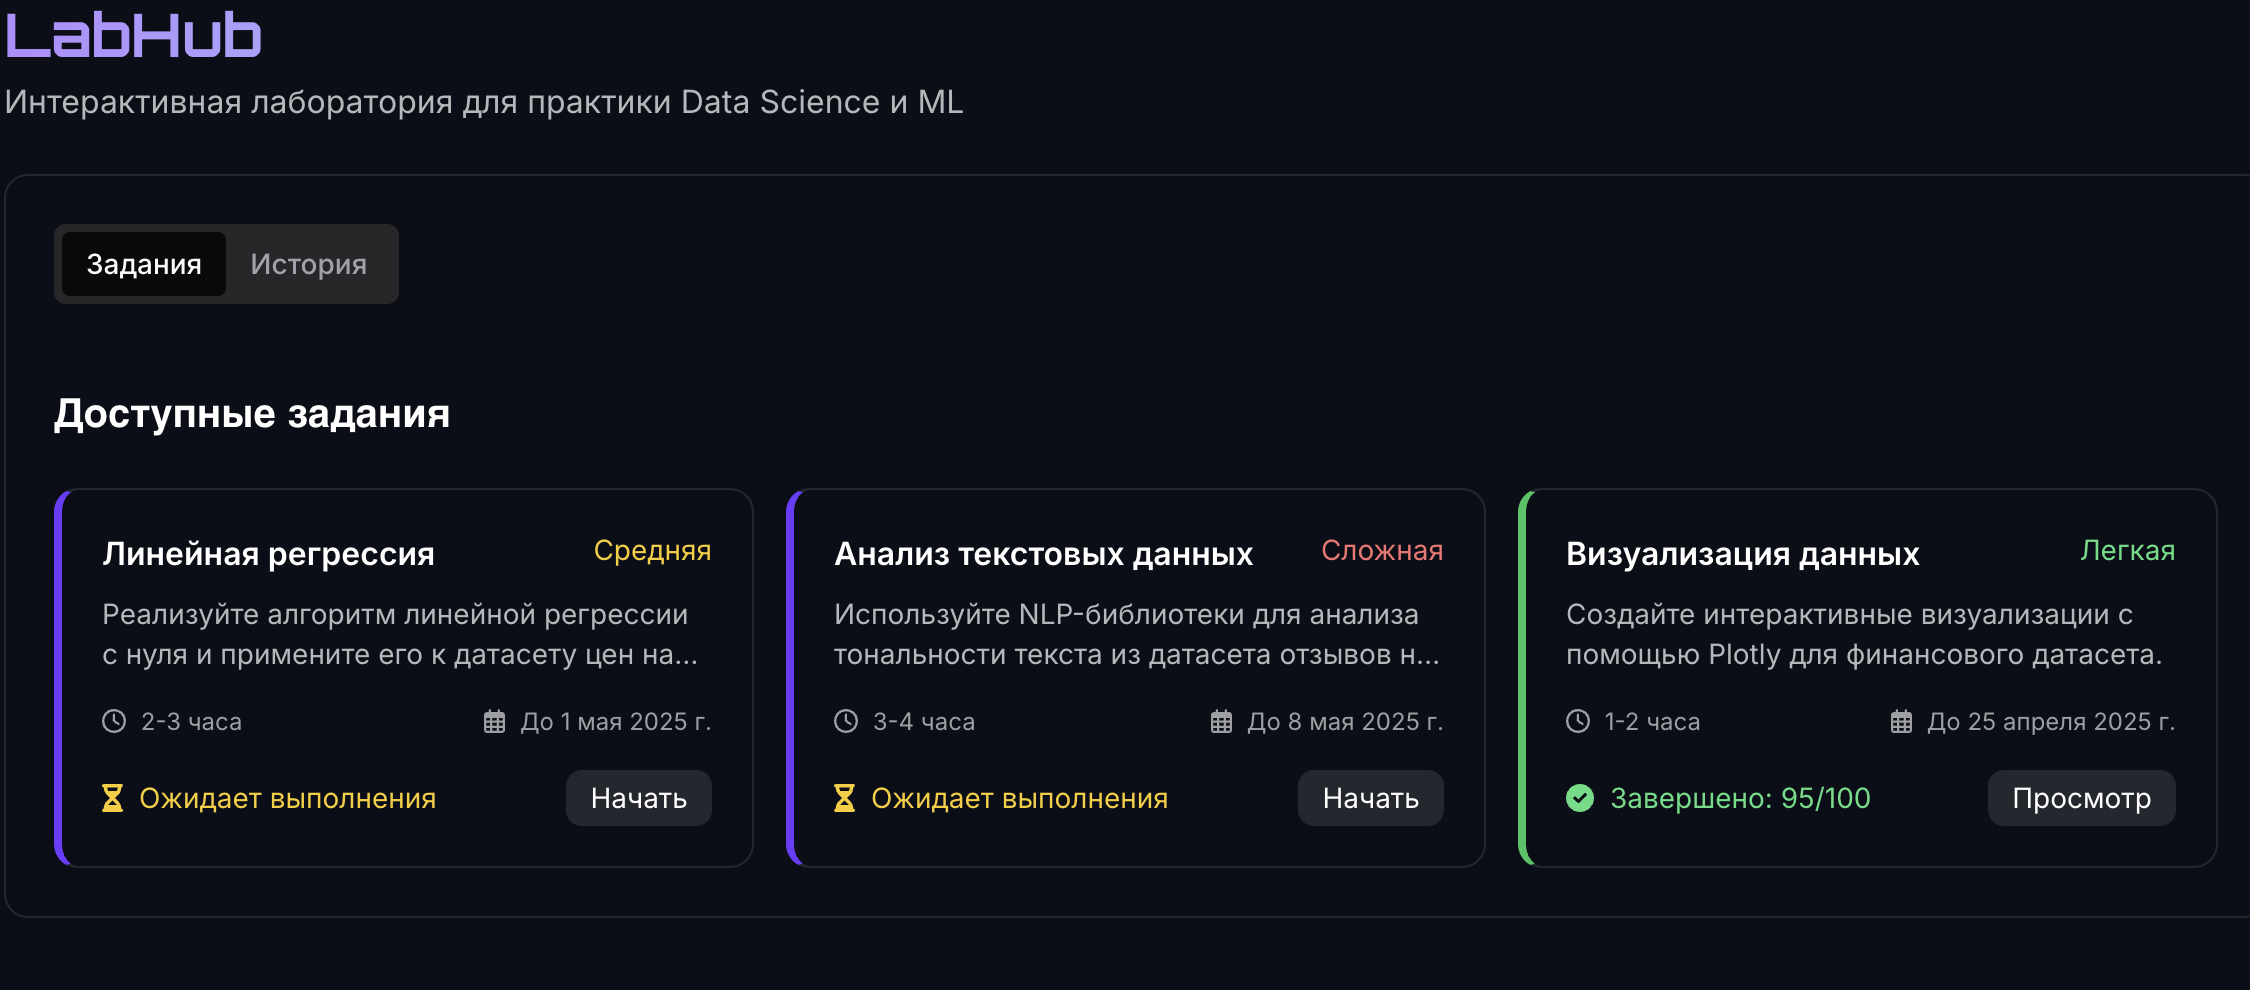 LabHub
Интерактивная лаборатория для практики Data Science и ML
Задания
История
Доступные задания
Линейная регрессия
Средняя
Реализуйте алгоритм линейной регрессии
с нуля и примените его к датасету цен на...
2-3 часа
До 1 мая 2025 г.
Ожидает выполнения
Начать
Анализ текстовых данных
Сложная
Используйте NLP-библиотеки для анализа
тональности текста из датасета отзывов н...
3-4 часа
До 8 мая 2025 г.
Ожидает выполнения
Начать
Визуализация данных
Легкая
Создайте интерактивные визуализации с
помощью Plotly для финансового датасета.
1-2 часа
До 25 апреля 2025 г.
Завершено: 95/100
Просмотр